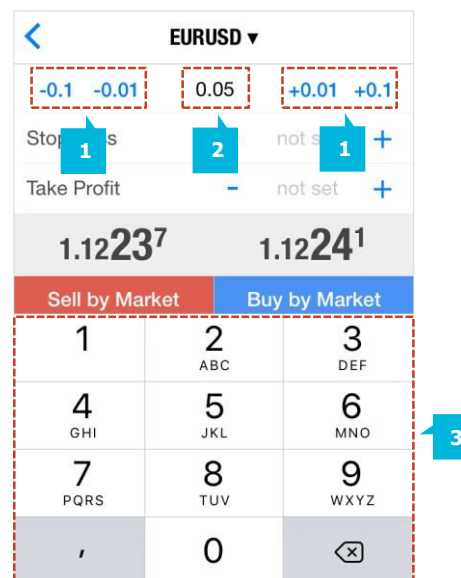 EURUSD ▾
-0.1 -0.01 0.05 +0.01 +0.1
1 2 1
not +
Take Profit - not set +
1.12237 1.12241
Sell by Market Buy by Market
1 2 3
ABC DEF
4 5 6
GHI JKL MNO
3
7 8 9
PQRS TUV WXYZ
, 0